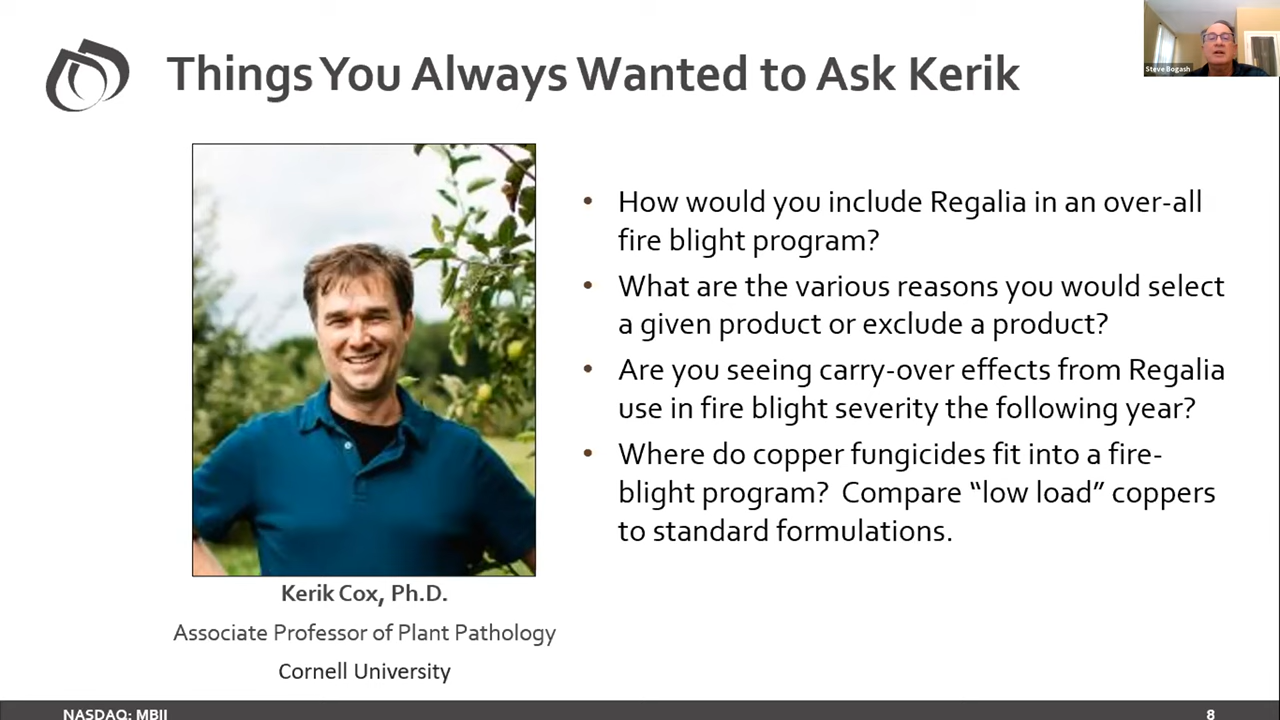 Things You Always Wanted to Ask Kerik
Steve Bogash
• How would you include Regalia in an over-all
fire blight program?
• What are the various reasons you would select
a given product or exclude a product?
• Are you seeing carry-over effects from Regalia
use in fire blight severity the following year?
• Where do copper fungicides fit into a fire-
blight program? Compare “low load” coppers
to standard formulations.
Kerik Cox, Ph.D.
Associate Professor of Plant Pathology
Cornell University
NASDAQ: MBII
8